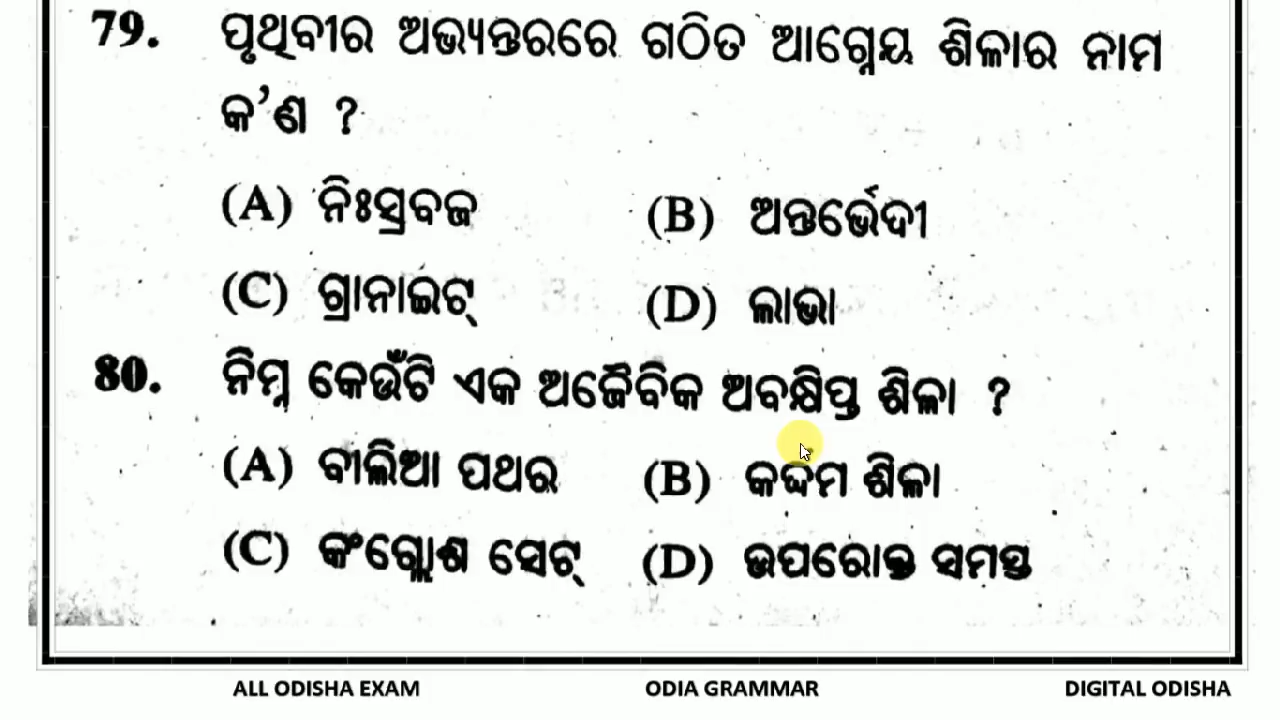 79. ପୃଥିବୀର ଅଭ୍ୟନ୍ତରରେ ଗଠିତ ଆଗ୍ନେୟ ଶିଳାର ନାମ
କ'ଣ ?
(A) ନିଃସ୍ରବଜ (B) ଅନ୍ତର୍ଭେଦୀ
(C) ଗ୍ରାନାଇଟ୍ (D) ଲାଭା
80. ନିମ୍ନ କେଉଁଟି ଏକ ଅଜୈବିକ ଅବକ୍ଷିପ୍ତ ଶିଳା ?
(A) ବାଲିଆ ପଥର (B) କର୍ଦ୍ଦମ ଶିଳା
(C) କଂଗ୍ଲୋଶ ସେଟ୍ (D) ଉପରୋକ୍ତ ସମସ୍ତ
ALL ODISHA EXAM ODIA GRAMMAR DIGITAL ODISHA